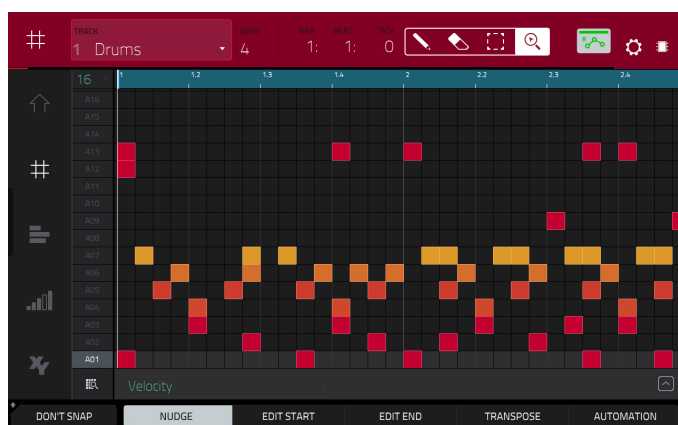 TRACK BARS BAR BEAT TICK
1 Drums 4 1: 1: 0
16 1 1.2 1.3 1.4 2 2.2 2.3 2.4
A16
A15
A14
A13
A12
A11
A10
A09
A08
A07
A06
A05
A04
A03
A02
A01
XY
Velocity
DON'T SNAP NUDGE EDIT START EDIT END TRANSPOSE AUTOMATION